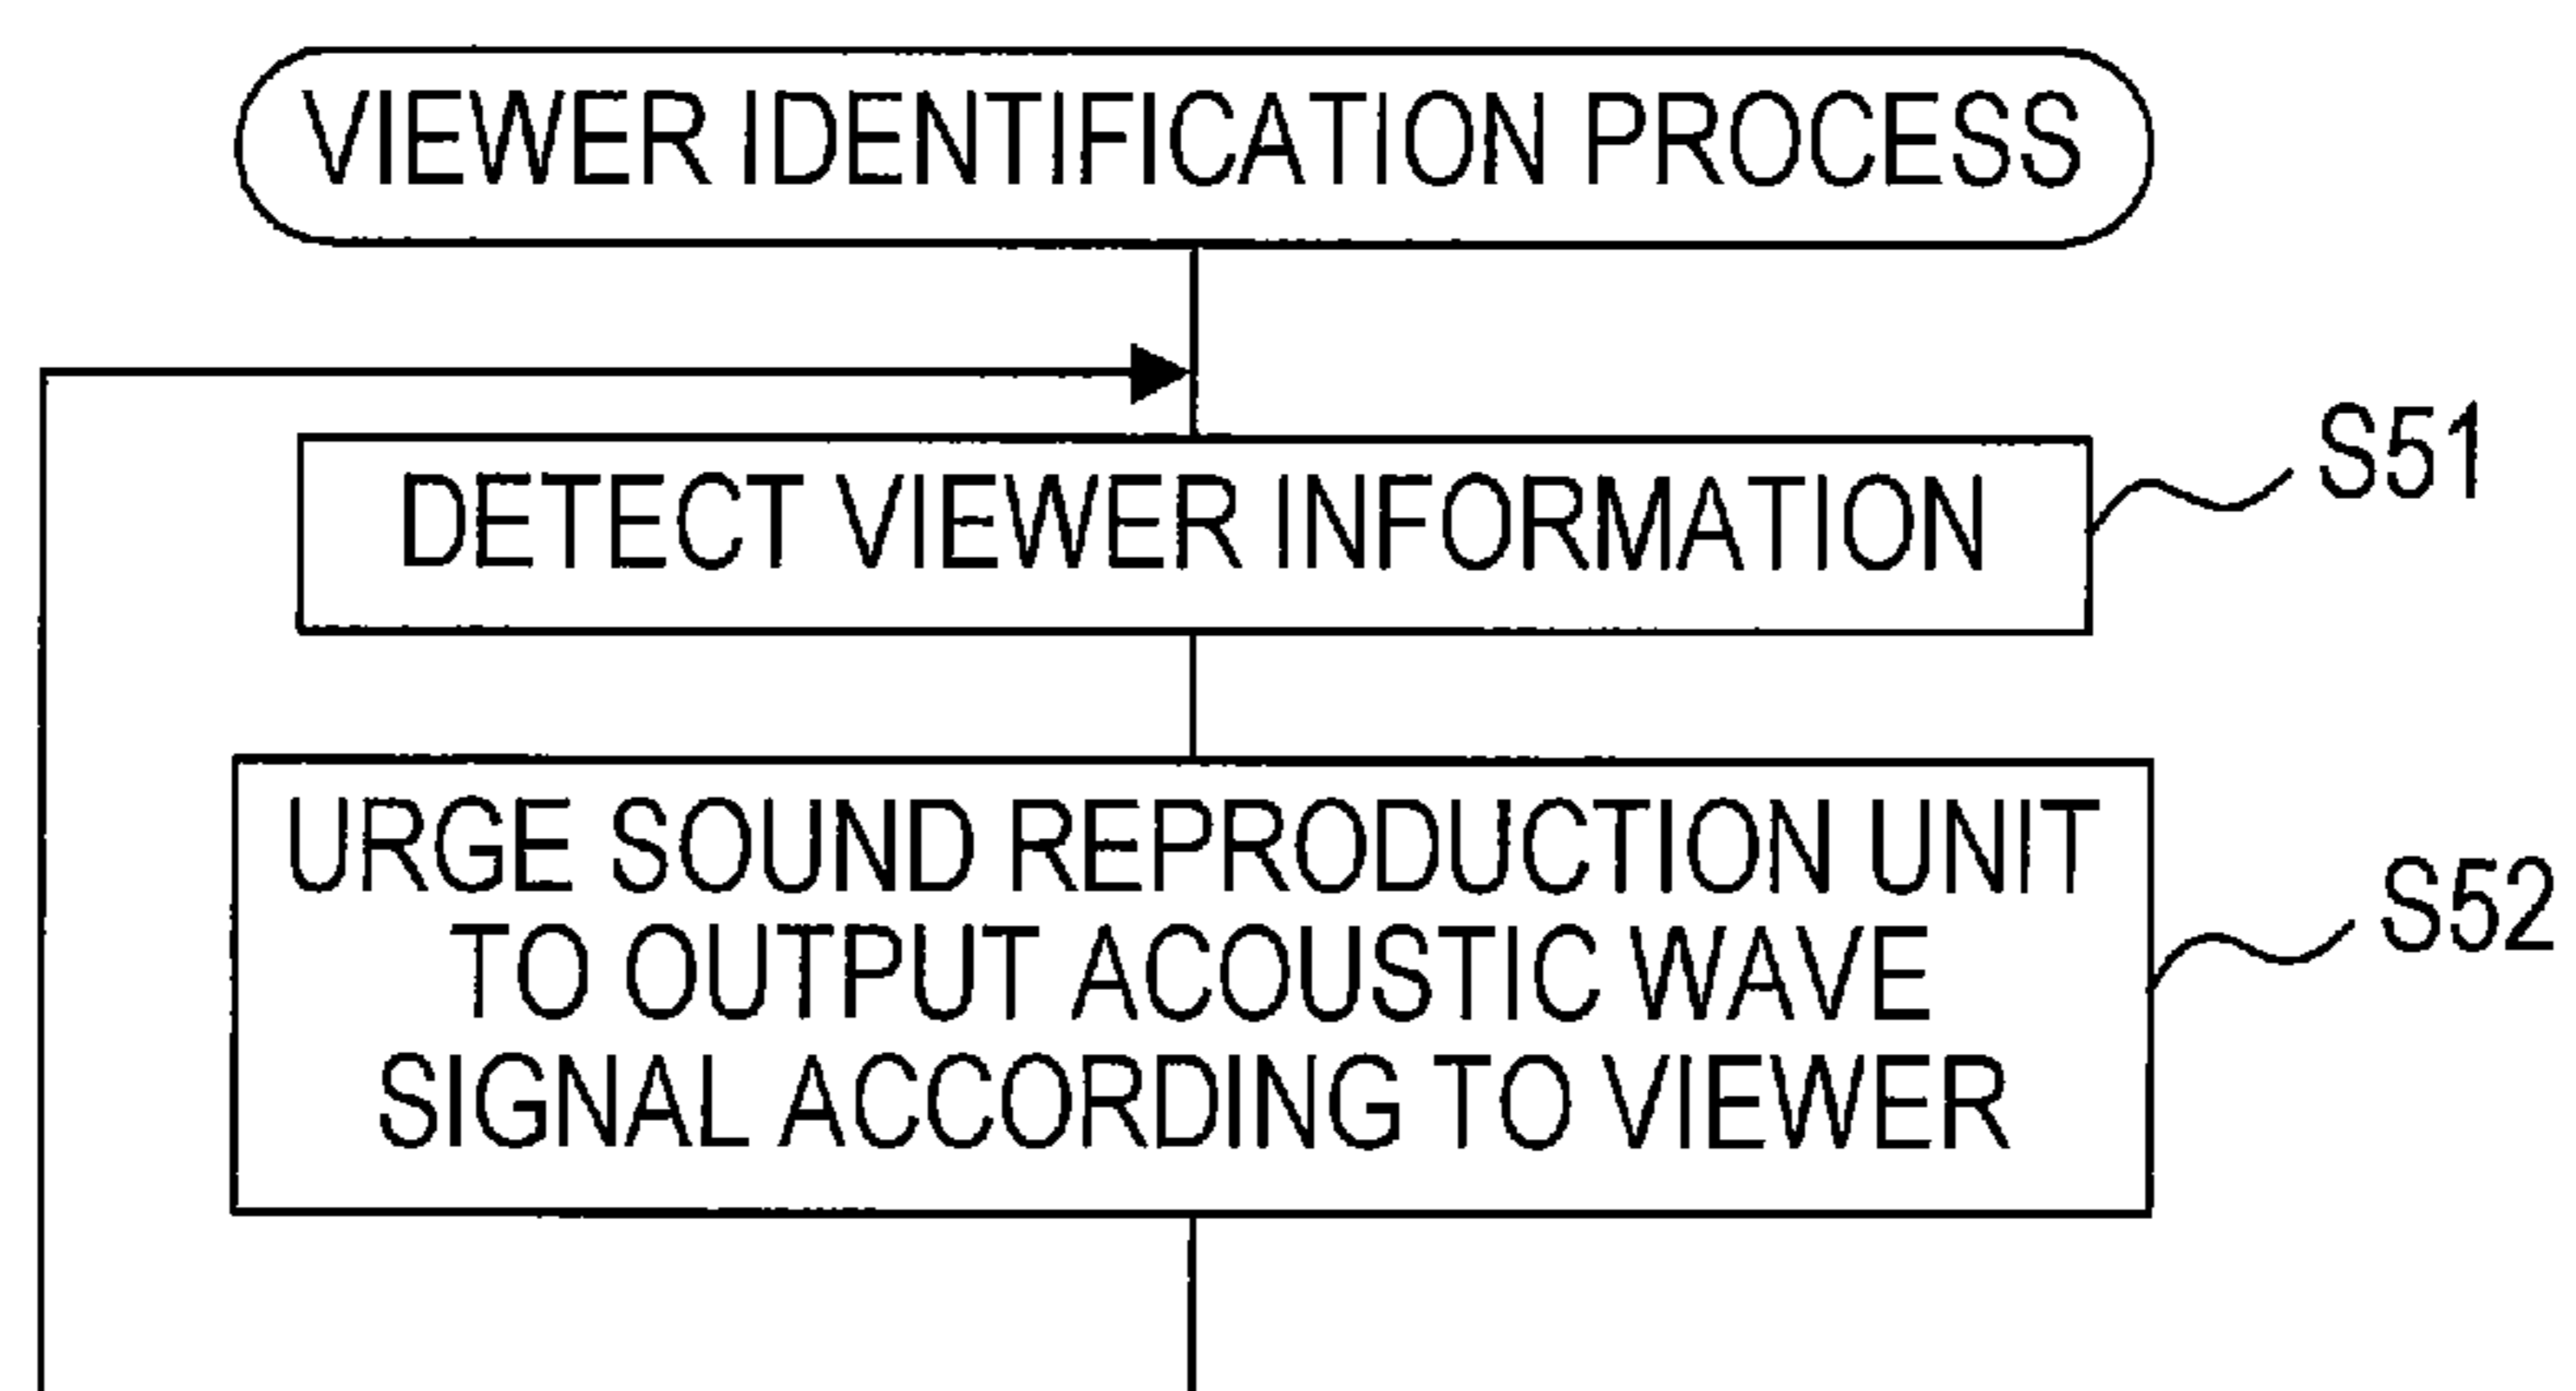 VIEWER IDENTIFICATION PROCESS
DETECT VIEWER INFORMATION
S51
URGE SOUND REPRODUCTION UNIT
TO OUTPUT ACOUSTIC WAVE
SIGNAL ACCORDING TO VIEWER
S52